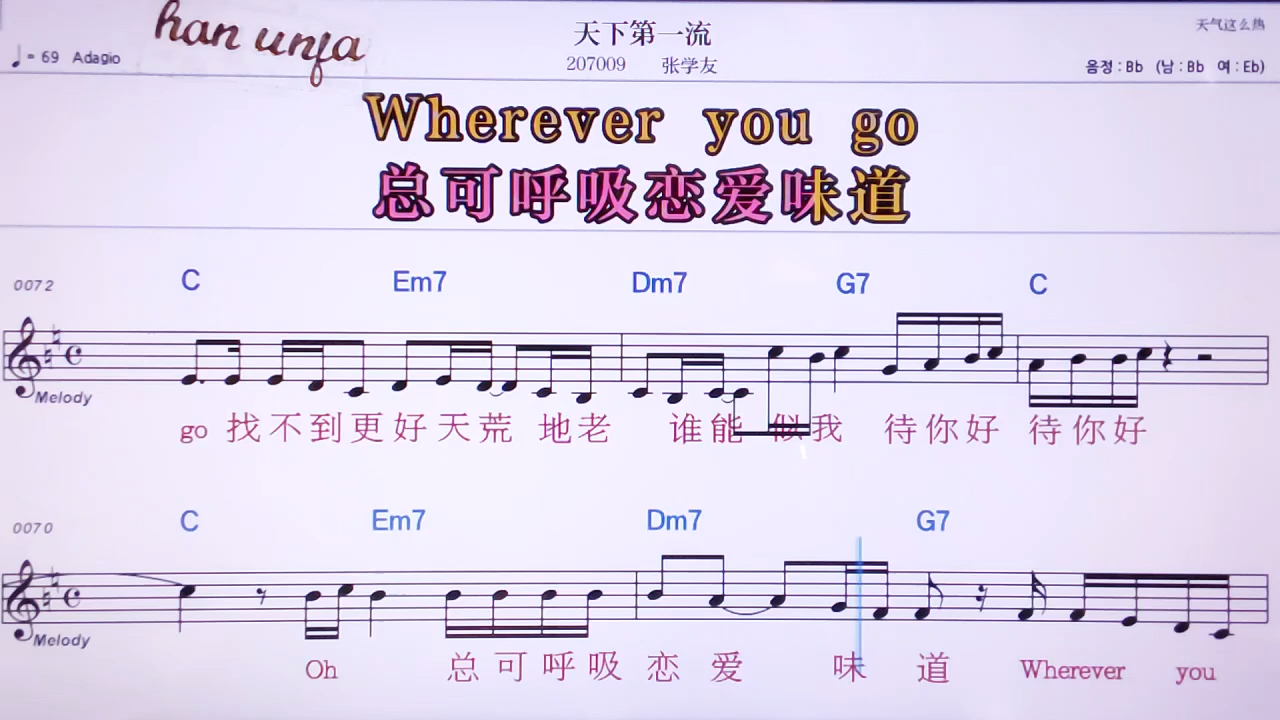 han unfa
天下第一流
天气这么热
♩= 69 Adagio
207009 张学友
음정 : Bb (남 : Bb 여 : Eb)
Wherever you go
总可呼吸恋爱味道
C Em7 Dm7 G7 C
0072
Melody
go 找不到更好天荒 地老 谁能 似我 待你好 待你好
C Em7 Dm7 G7
0070
Melody
Oh 总可呼吸恋爱 味 道 Wherever you